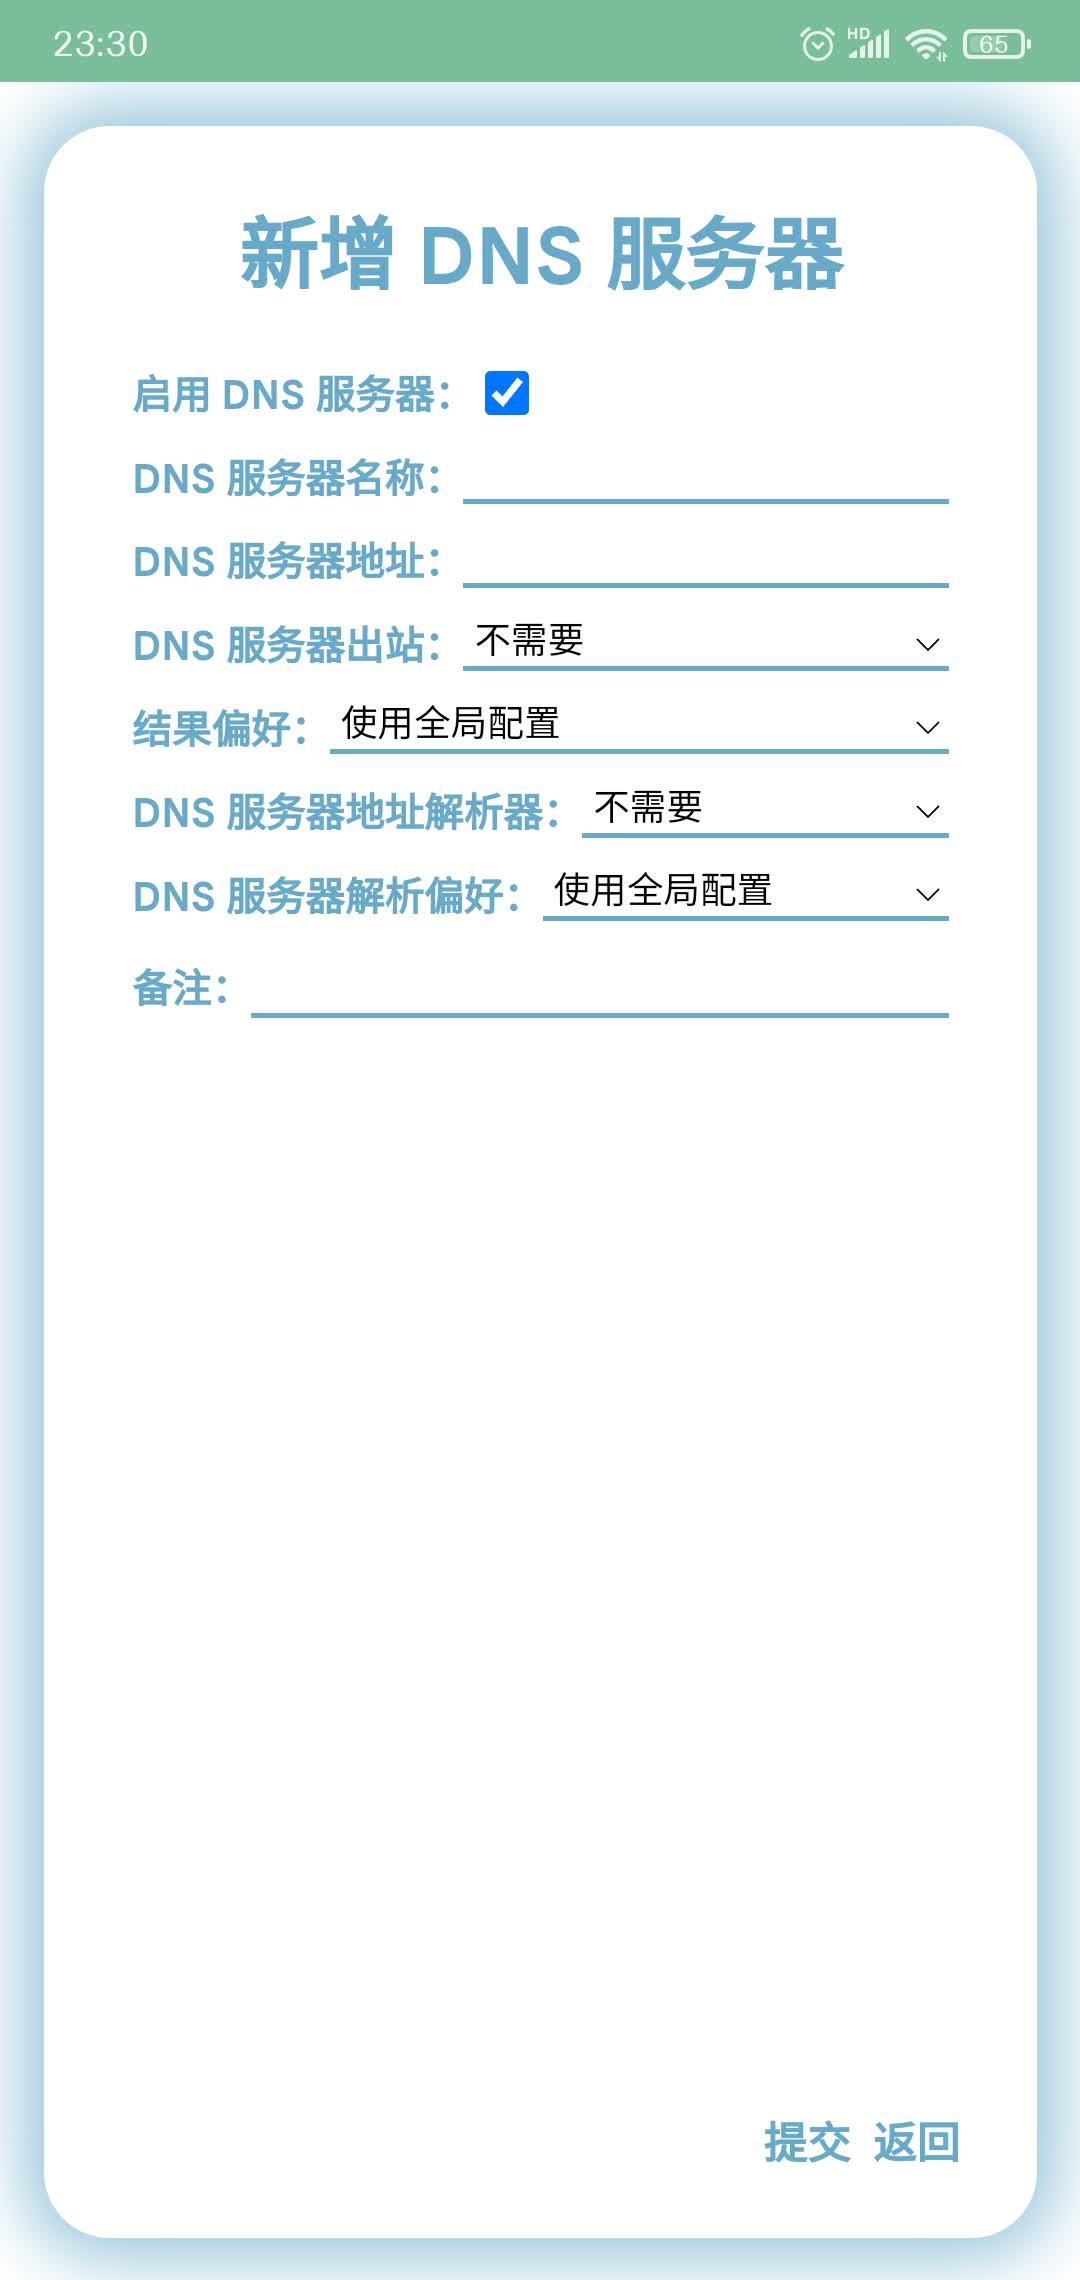 23:30 HD 65
新增 DNS 服务器
启用 DNS 服务器：
DNS 服务器名称：
DNS 服务器地址：
DNS 服务器出站： 不需要
结果偏好： 使用全局配置
DNS 服务器地址解析器： 不需要
DNS 服务器解析偏好： 使用全局配置
备注：
提交 返回